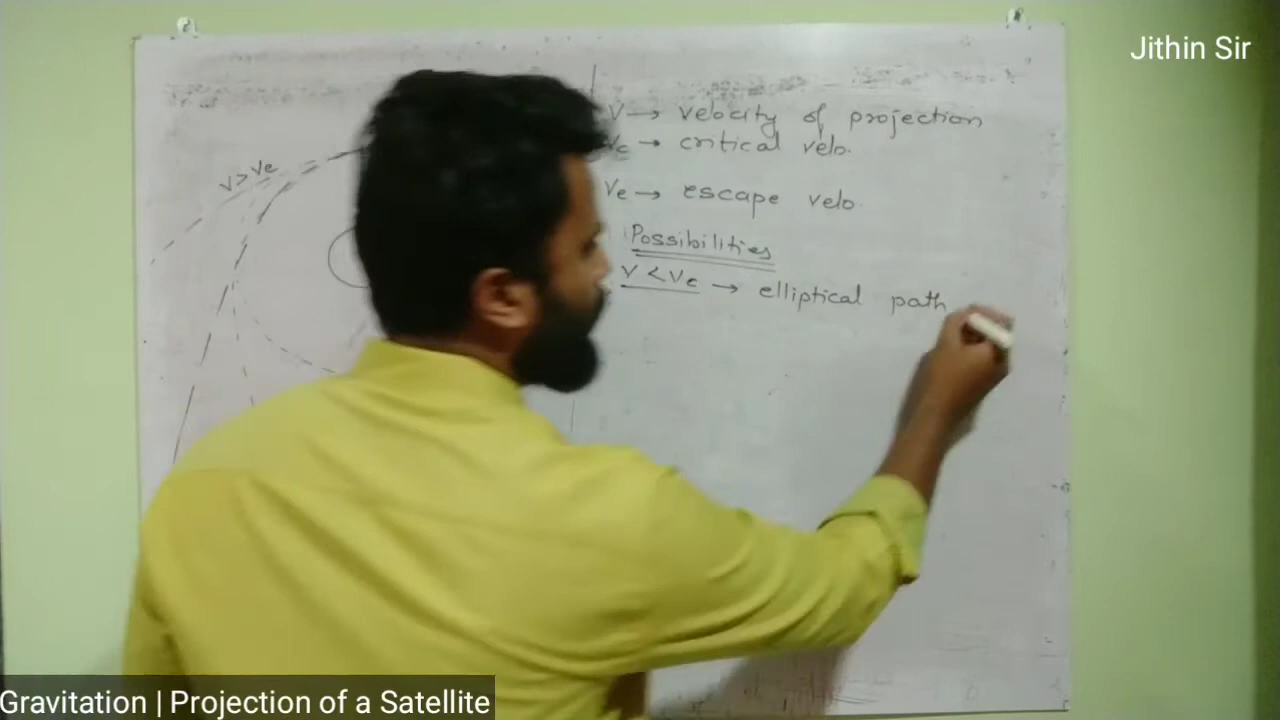 Jithin Sir
V → velocity of projection
Vc → critical velo.
Ve → escape velo.
Possibilities
V < Vc → elliptical path
V > Ve
Gravitation | Projection of a Satellite